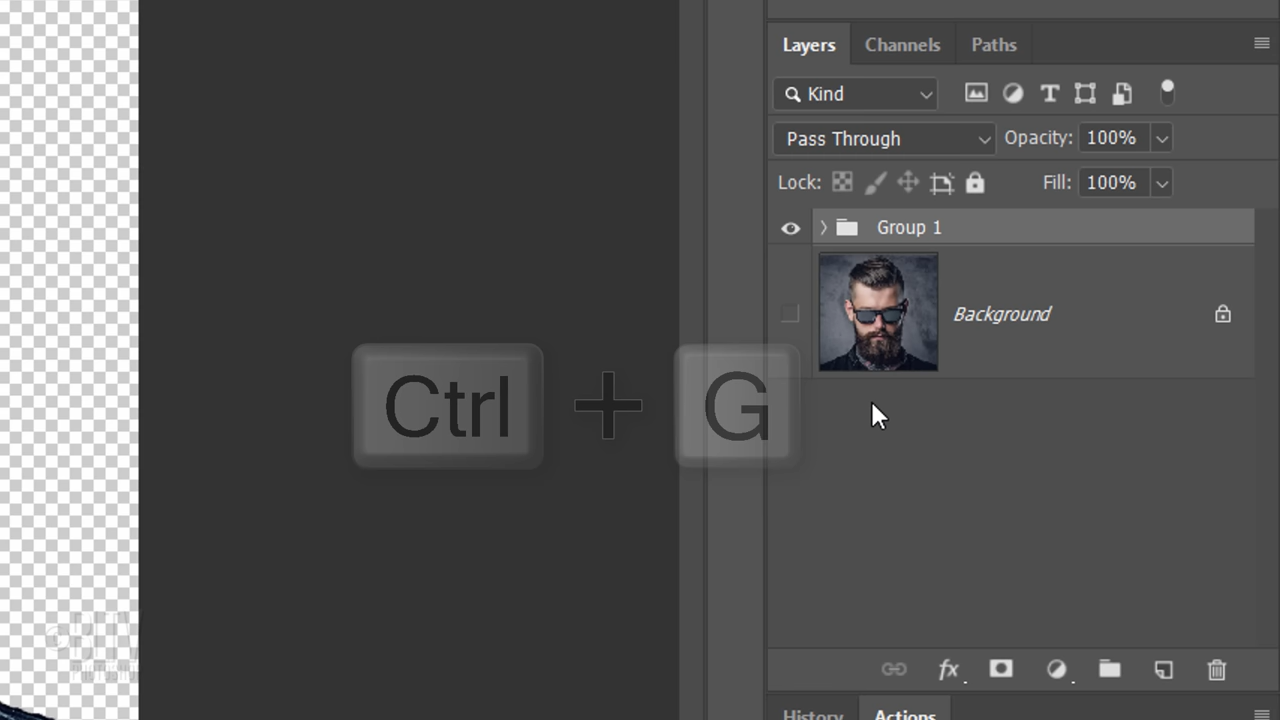 Layers Channels Paths
Kind
Pass Through Opacity: 100%
Lock: Fill: 100%
Group 1
Background
Ctrl + G
fx
History Actions